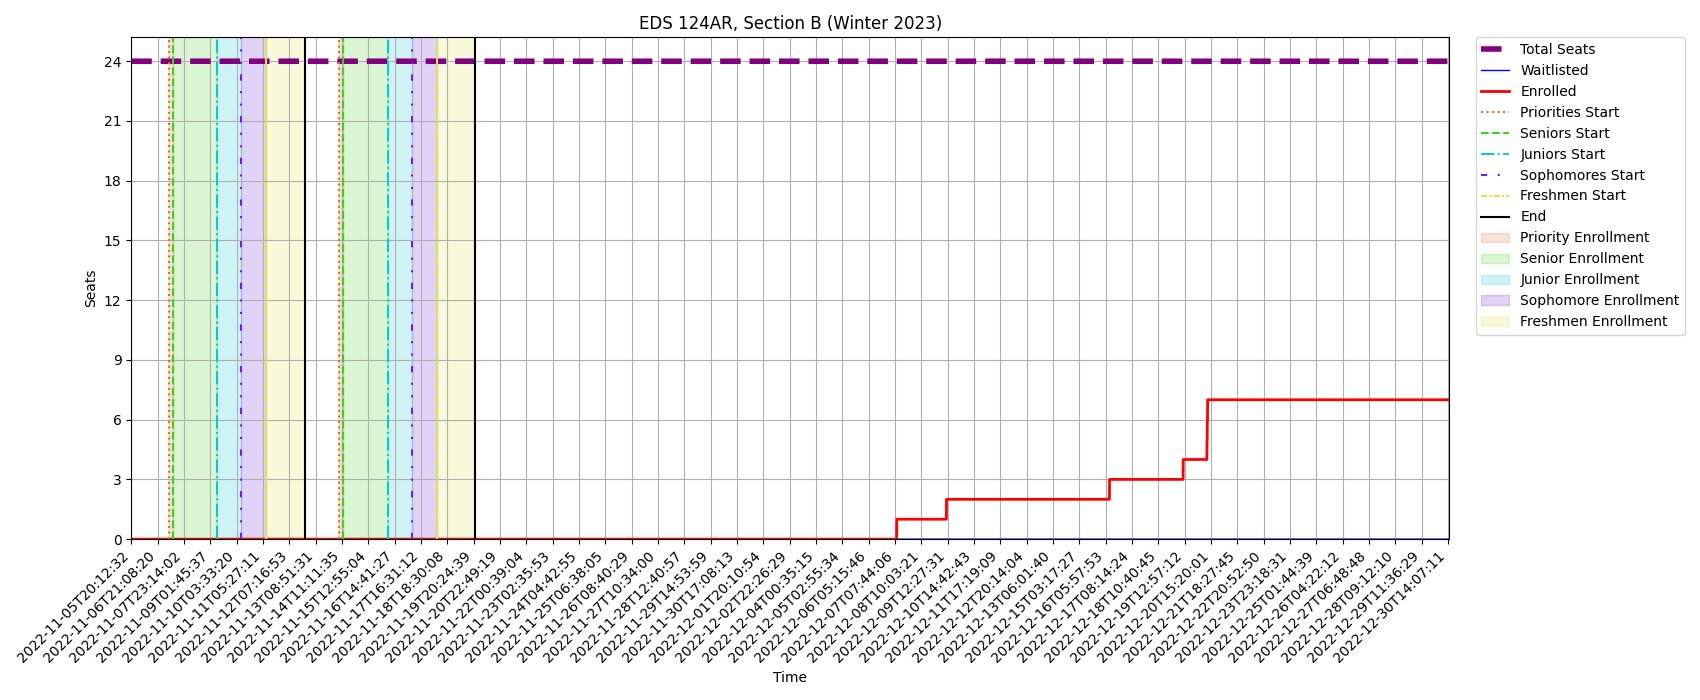 EDS 124AR, Section B (Winter 2023)
24
21
18
15
12
9
6
3
0
Seats
2022-11-05T20:12:32
2022-11-06T21:08:20
2022-11-07T23:14:02
2022-11-09T01:45:37
2022-11-10T03:33:20
2022-11-11T05:27:11
2022-11-12T07:16:53
2022-11-13T08:51:31
2022-11-14T11:11:35
2022-11-15T12:55:04
2022-11-16T14:41:27
2022-11-17T16:31:12
2022-11-18T18:30:08
2022-11-19T20:24:39
2022-11-20T22:49:19
2022-11-22T00:39:04
2022-11-23T02:35:53
2022-11-24T04:42:55
2022-11-25T06:38:05
2022-11-26T08:40:29
2022-11-27T10:34:00
2022-11-28T12:40:57
2022-11-29T14:53:59
2022-11-30T17:08:13
2022-12-01T20:10:54
2022-12-02T22:26:29
2022-12-04T00:35:15
2022-12-05T02:55:34
2022-12-06T05:15:46
2022-12-07T07:44:06
2022-12-08T10:03:21
2022-12-09T12:27:31
2022-12-10T14:42:43
2022-12-11T17:19:09
2022-12-12T20:14:04
2022-12-13T06:01:40
2022-12-15T03:17:27
2022-12-16T05:57:53
2022-12-17T08:14:24
2022-12-18T10:40:45
2022-12-19T12:57:12
2022-12-20T15:20:01
2022-12-21T18:27:45
2022-12-22T20:52:50
2022-12-23T23:18:31
2022-12-25T01:44:39
2022-12-26T04:22:12
2022-12-27T06:48:48
2022-12-28T09:12:10
2022-12-29T11:36:29
2022-12-30T14:07:11
Time
Total Seats
Waitlisted
Enrolled
Priorities Start
Seniors Start
Juniors Start
Sophomores Start
Freshmen Start
End
Priority Enrollment
Senior Enrollment
Junior Enrollment
Sophomore Enrollment
Freshmen Enrollment